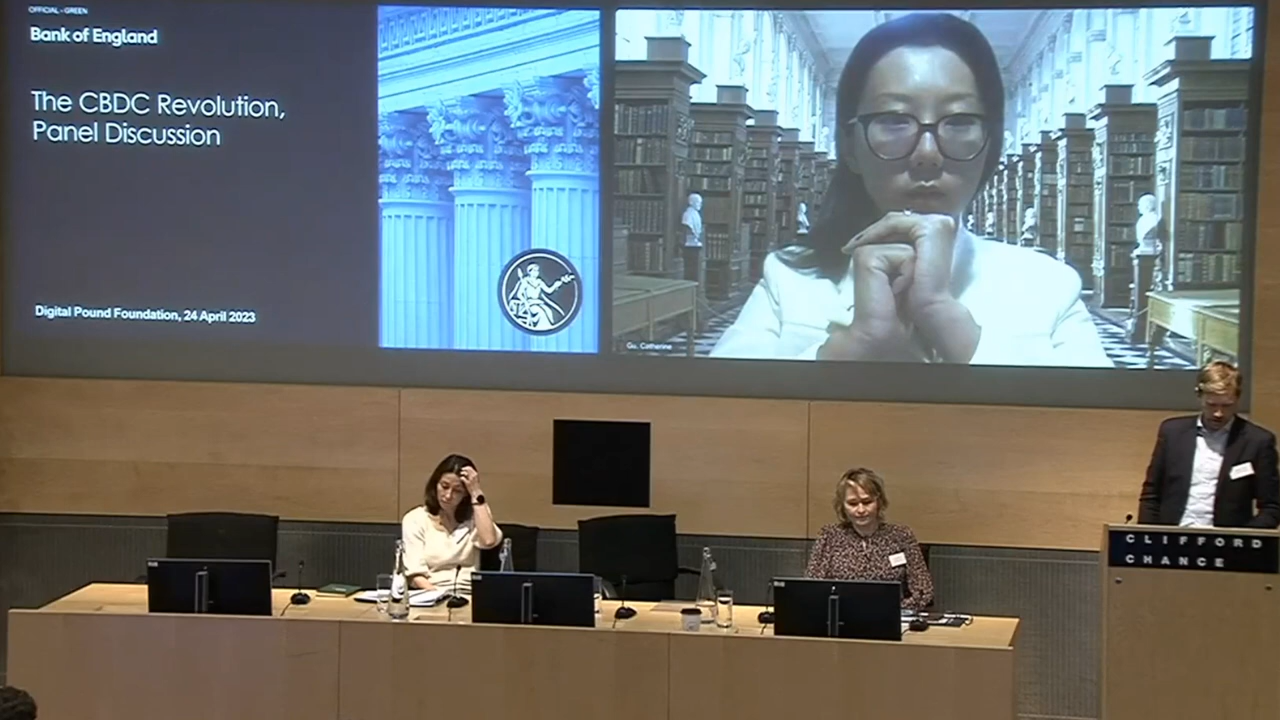 OFFICIAL - GREEN
Bank of England
The CBDC Revolution,
Panel Discussion
Digital Pound Foundation, 24 April 2023
Gu, Catherine
CLIFFORD
CHANCE